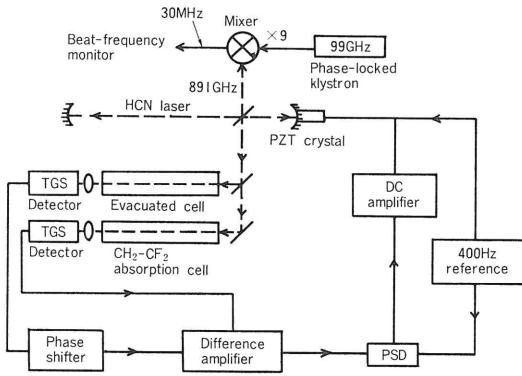 30MHz
Mixer
Beat-frequency
monitor
×9
99GHz
Phase-locked
klystron
891GHz
HCN laser
PZT crystal
TGS
Detector
Evacuated cell
TGS
Detector
CH₂-CF₂
absorption cell
DC
amplifier
400Hz
reference
Phase
shifter
Difference
amplifier
PSD